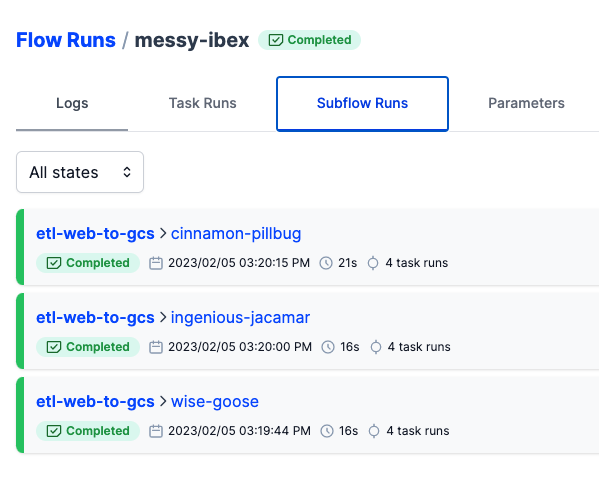 Flow Runs / messy-ibex Completed
Logs Task Runs Subflow Runs Parameters
All states
etl-web-to-gcs > cinnamon-pillbug
Completed 2023/02/05 03:20:15 PM 21s 4 task runs
etl-web-to-gcs > ingenious-jacamar
Completed 2023/02/05 03:20:00 PM 16s 4 task runs
etl-web-to-gcs > wise-goose
Completed 2023/02/05 03:19:44 PM 16s 4 task runs